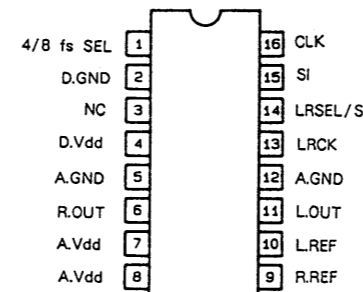 4/8 fs SEL 1 16 CLK
D.GND 2 15 SI
NC 3 14 LRSEL/S
D.Vdd 4 13 LRCK
A.GND 5 12 A.GND
R.OUT 6 11 L.OUT
A.Vdd 7 10 L.REF
A.Vdd 8 9 R.REF